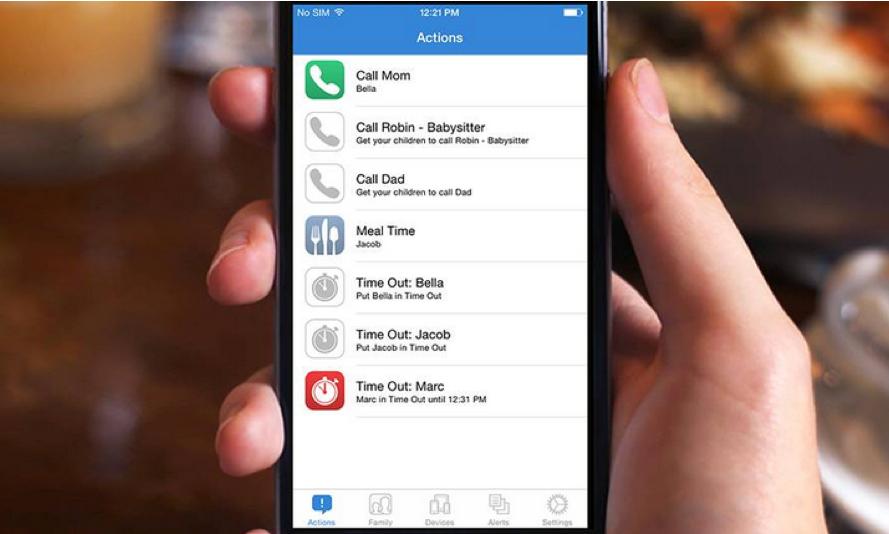 No SIM 12:21 PM
Actions
Call Mom
Bella
Call Robin - Babysitter
Get your children to call Robin - Babysitter
Call Dad
Get your children to call Dad
Meal Time
Jacob
Time Out: Bella
Put Bella in Time Out
Time Out: Jacob
Put Jacob in Time Out
Time Out: Marc
Marc in Time Out until 12:31 PM
Actions Family Devices Alerts Settings